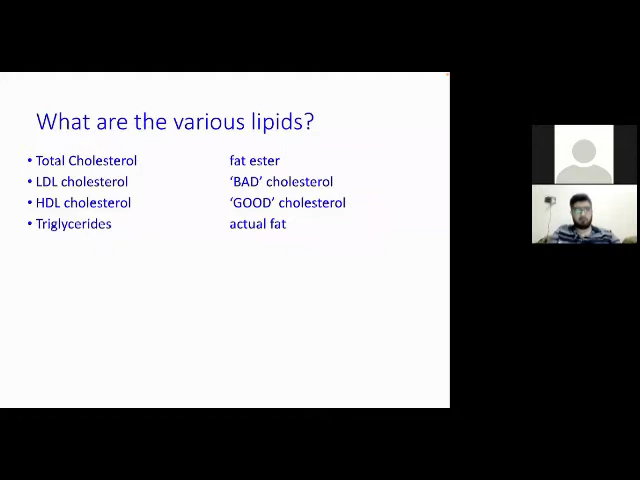 What are the various lipids?
• Total Cholesterol fat ester
• LDL cholesterol ‘BAD’ cholesterol
• HDL cholesterol ‘GOOD’ cholesterol
• Triglycerides actual fat